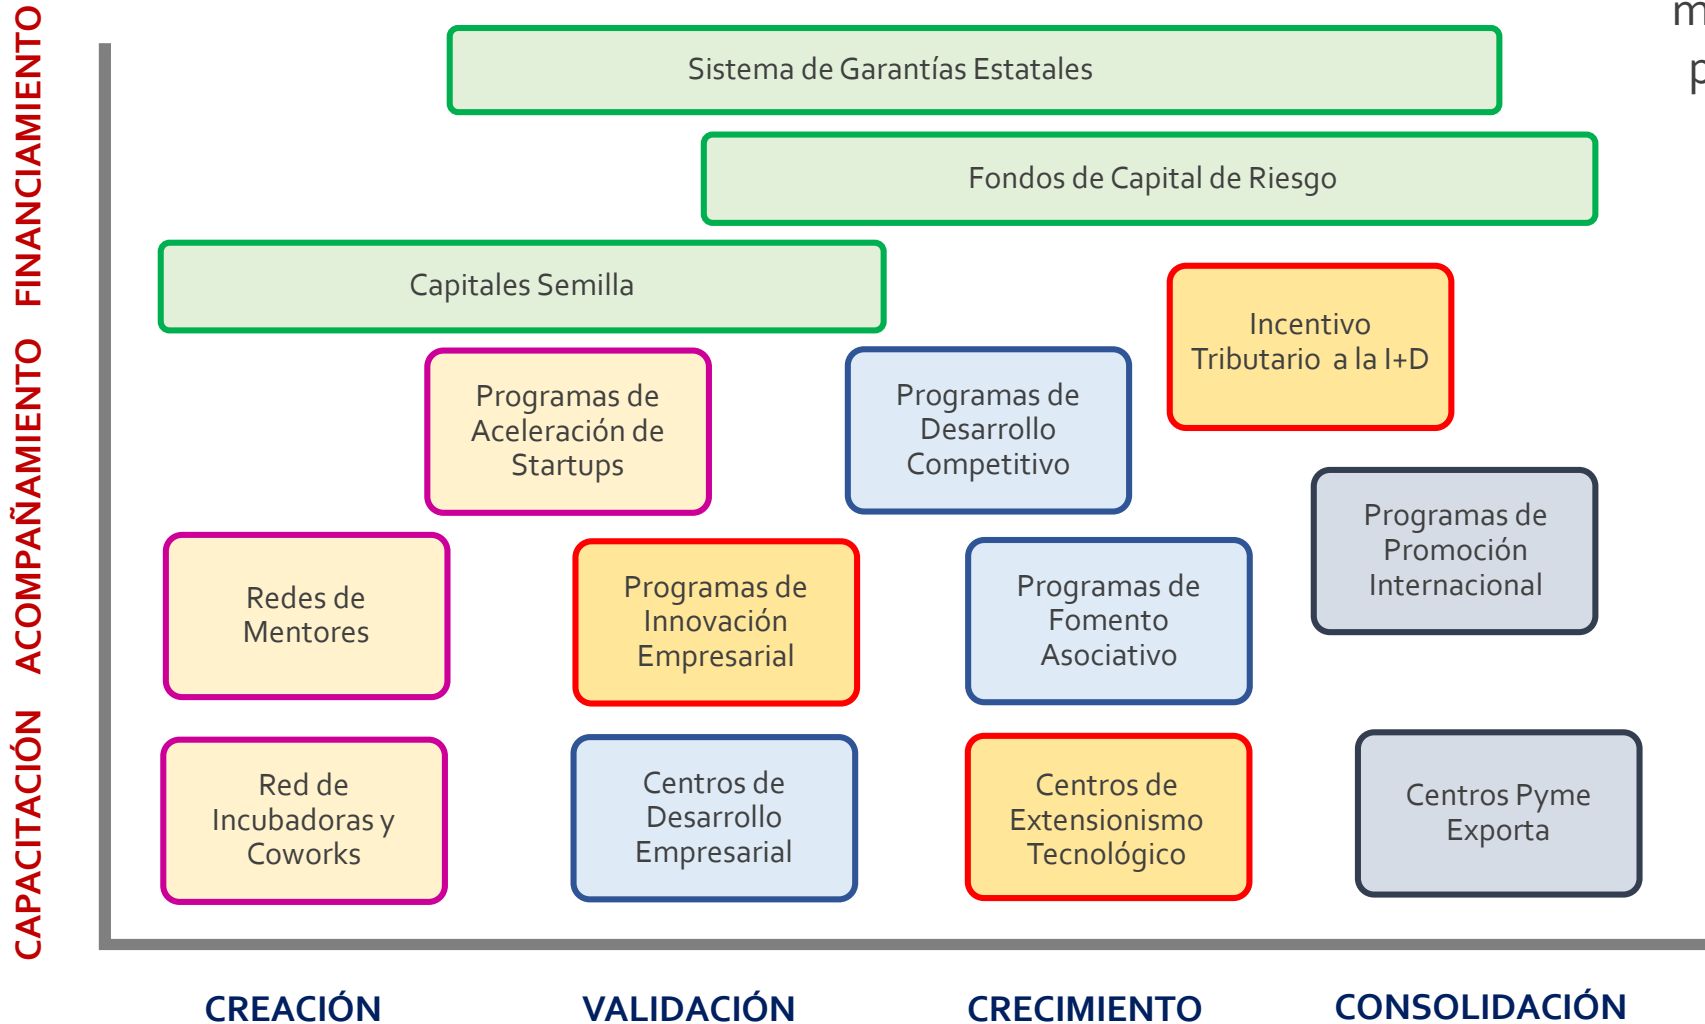 FINANCIAMIENTO
ACOMPAÑAMIENTO
CAPACITACIÓN
Sistema de Garantías Estatales
Fondos de Capital de Riesgo
Capitales Semilla
Incentivo
Tributario a la I+D
Programas de
Aceleración de
Startups
Programas de
Desarrollo
Competitivo
Programas de
Promoción
Internacional
Redes de
Mentores
Programas de
Innovación
Empresarial
Programas de
Fomento
Asociativo
Red de
Incubadoras y
Coworks
Centros de
Desarrollo
Empresarial
Centros de
Extensionismo
Tecnológico
Centros Pyme
Exporta
CREACIÓN
VALIDACIÓN
CRECIMIENTO
CONSOLIDACIÓN